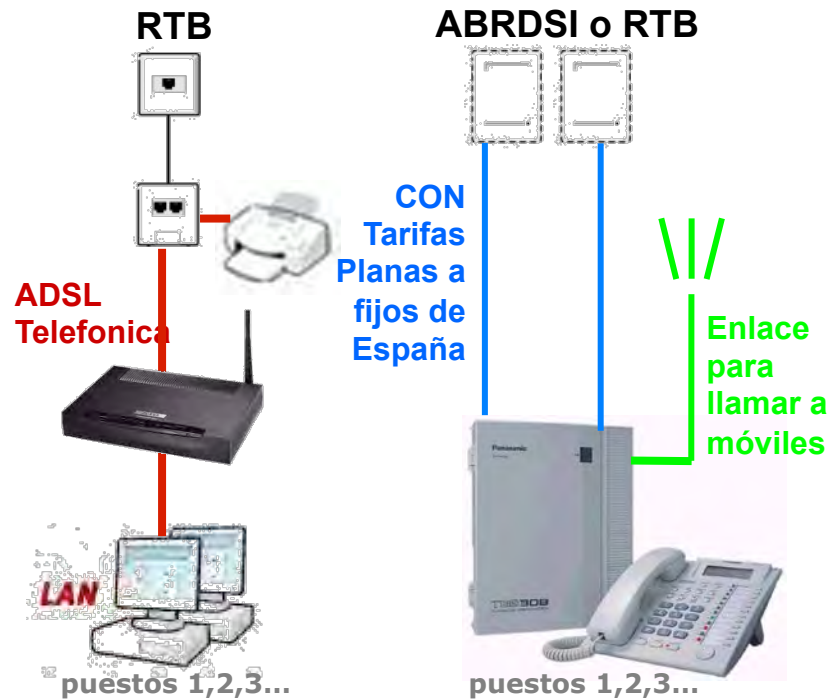 RTB
ABRDSI o RTB
CON
Tarifas
Planas a
fijos de
España
ADSL
Telefonica
Enlace
para
llamar a
móviles
Panasonic
TES308
LAN
puestos 1,2,3...
puestos 1,2,3...